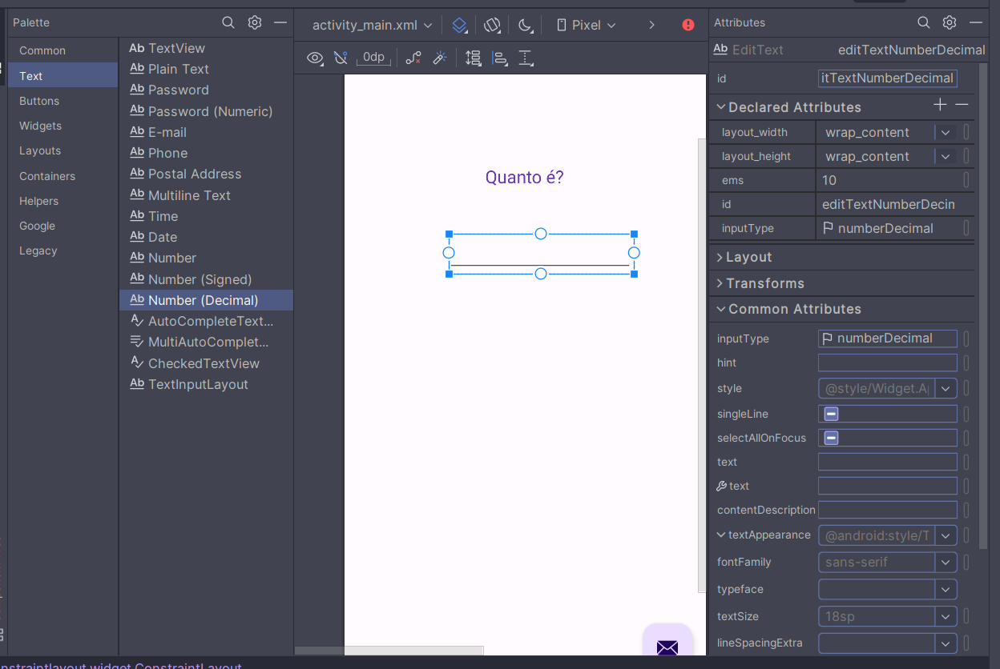 Palette
Common
Text
Buttons
Widgets
Layouts
Containers
Helpers
Google
Legacy
Ab TextView
Ab Plain Text
Ab Password
Ab Password (Numeric)
Ab E-mail
Ab Phone
Ab Postal Address
Ab Multiline Text
Ab Time
Ab Date
Ab Number
Ab Number (Signed)
Ab Number (Decimal)
AutoCompleteText...
MultiAutoComplet...
CheckedTextView
Ab TextInputLayout
activity_main.xml
Pixel
0dp
Quanto é?
Attributes
Ab EditText editTextNumberDecimal
id itTextNumberDecimal
Declared Attributes
layout_width wrap_content
layout_height wrap_content
ems 10
id editTextNumberDecin
inputType numberDecimal
Layout
Transforms
Common Attributes
inputType numberDecimal
hint
style @style/Widget.A
singleLine
selectAllOnFocus
text
text
contentDescription
textAppearance @android:style/T
fontFamily sans-serif
typeface
textSize 18sp
lineSpacingExtra
nstraintlayout.widget.ConstraintLayout